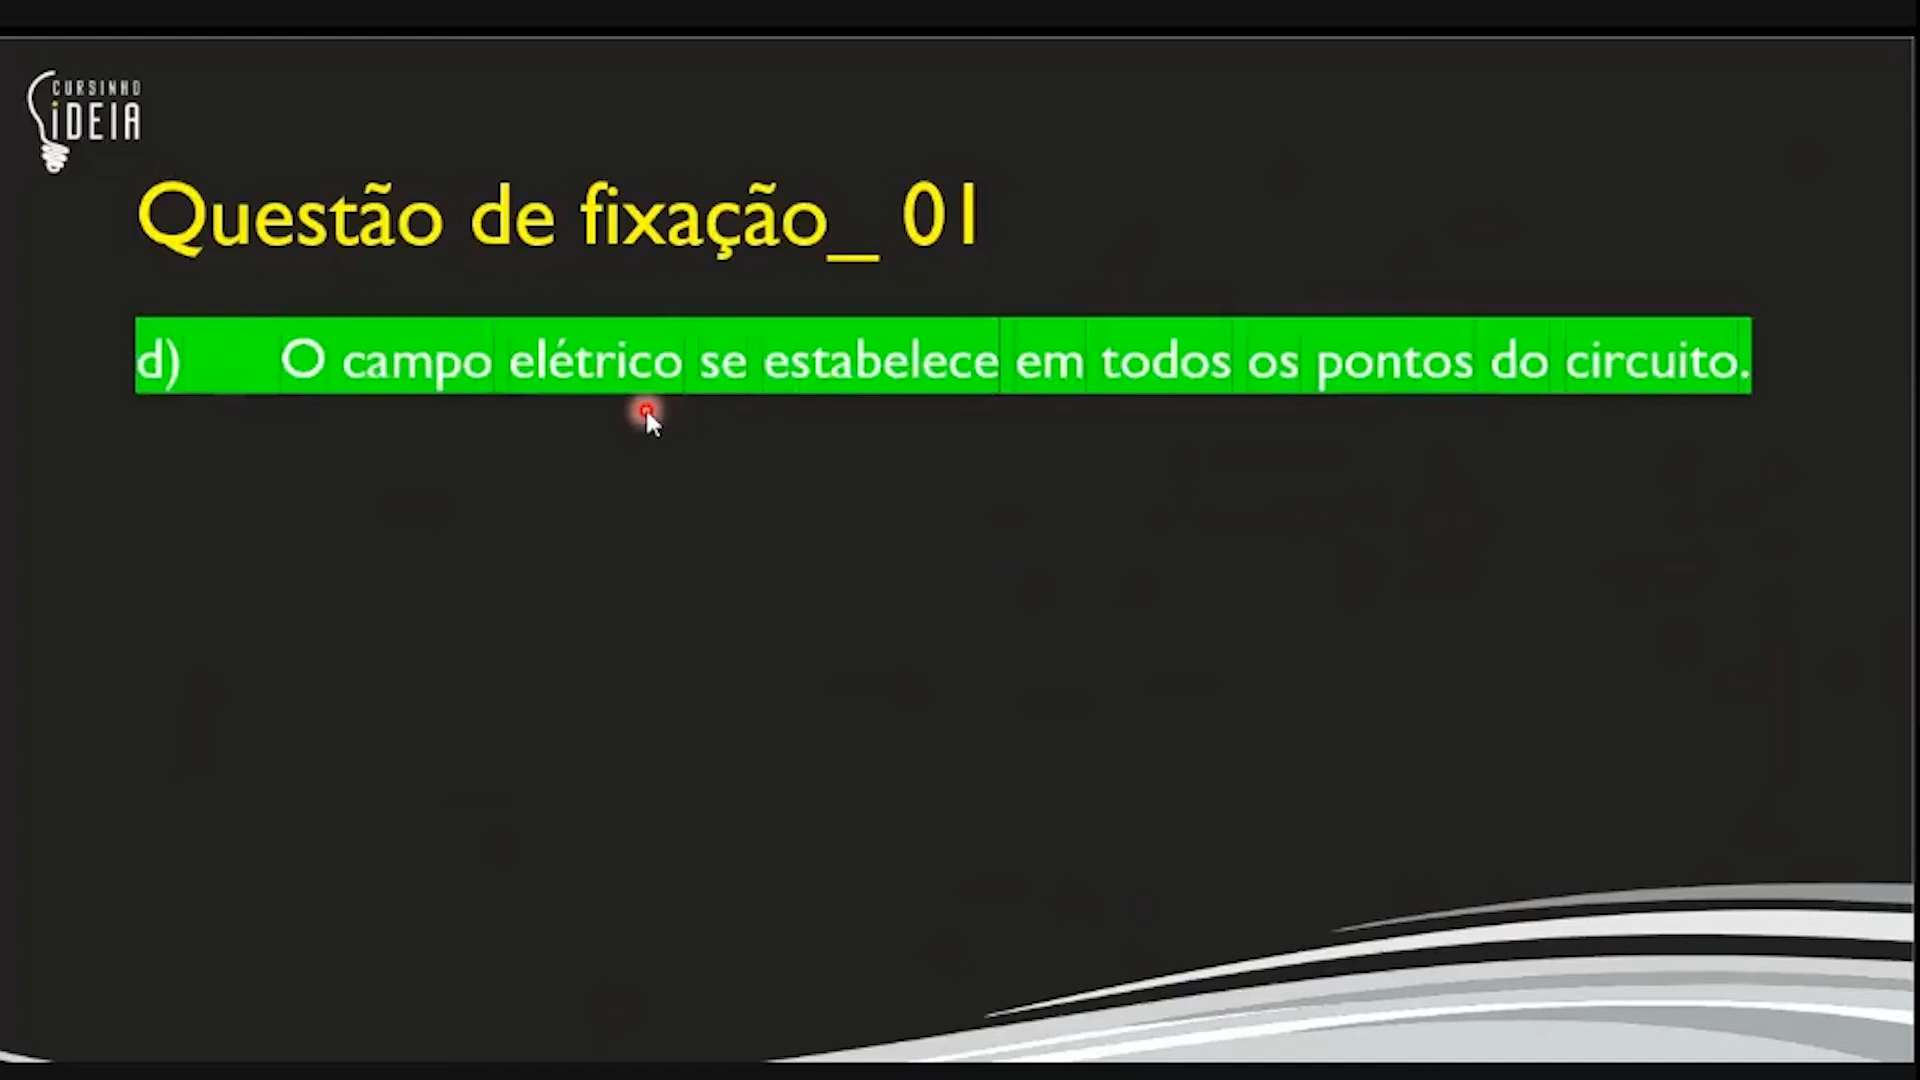 CURSINHO
iDEIA
Questão de fixação_ 01
d) O campo elétrico se estabelece em todos os pontos do circuito.